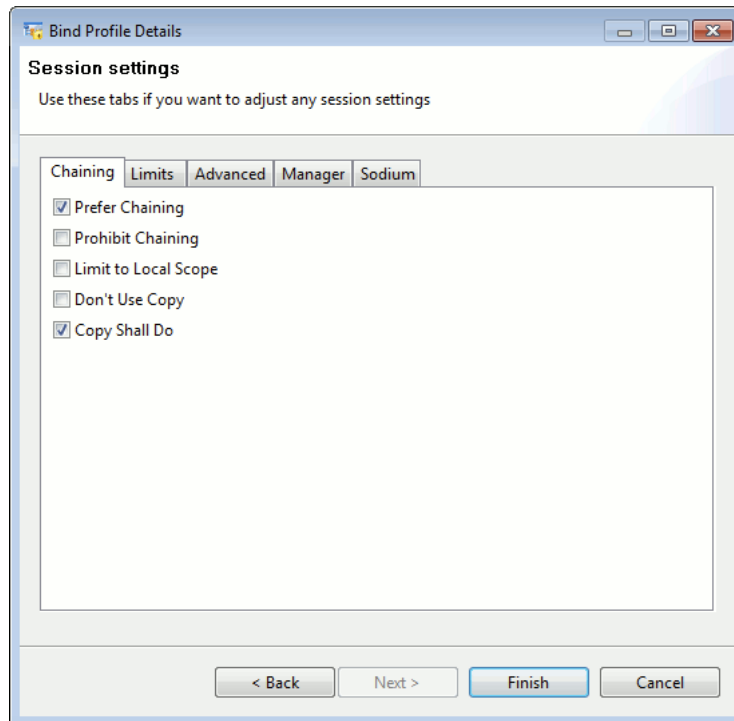 Bind Profile Details
Session settings
Use these tabs if you want to adjust any session settings
Chaining Limits Advanced Manager Sodium
Prefer Chaining
Prohibit Chaining
Limit to Local Scope
Don't Use Copy
Copy Shall Do
< Back Next > Finish Cancel